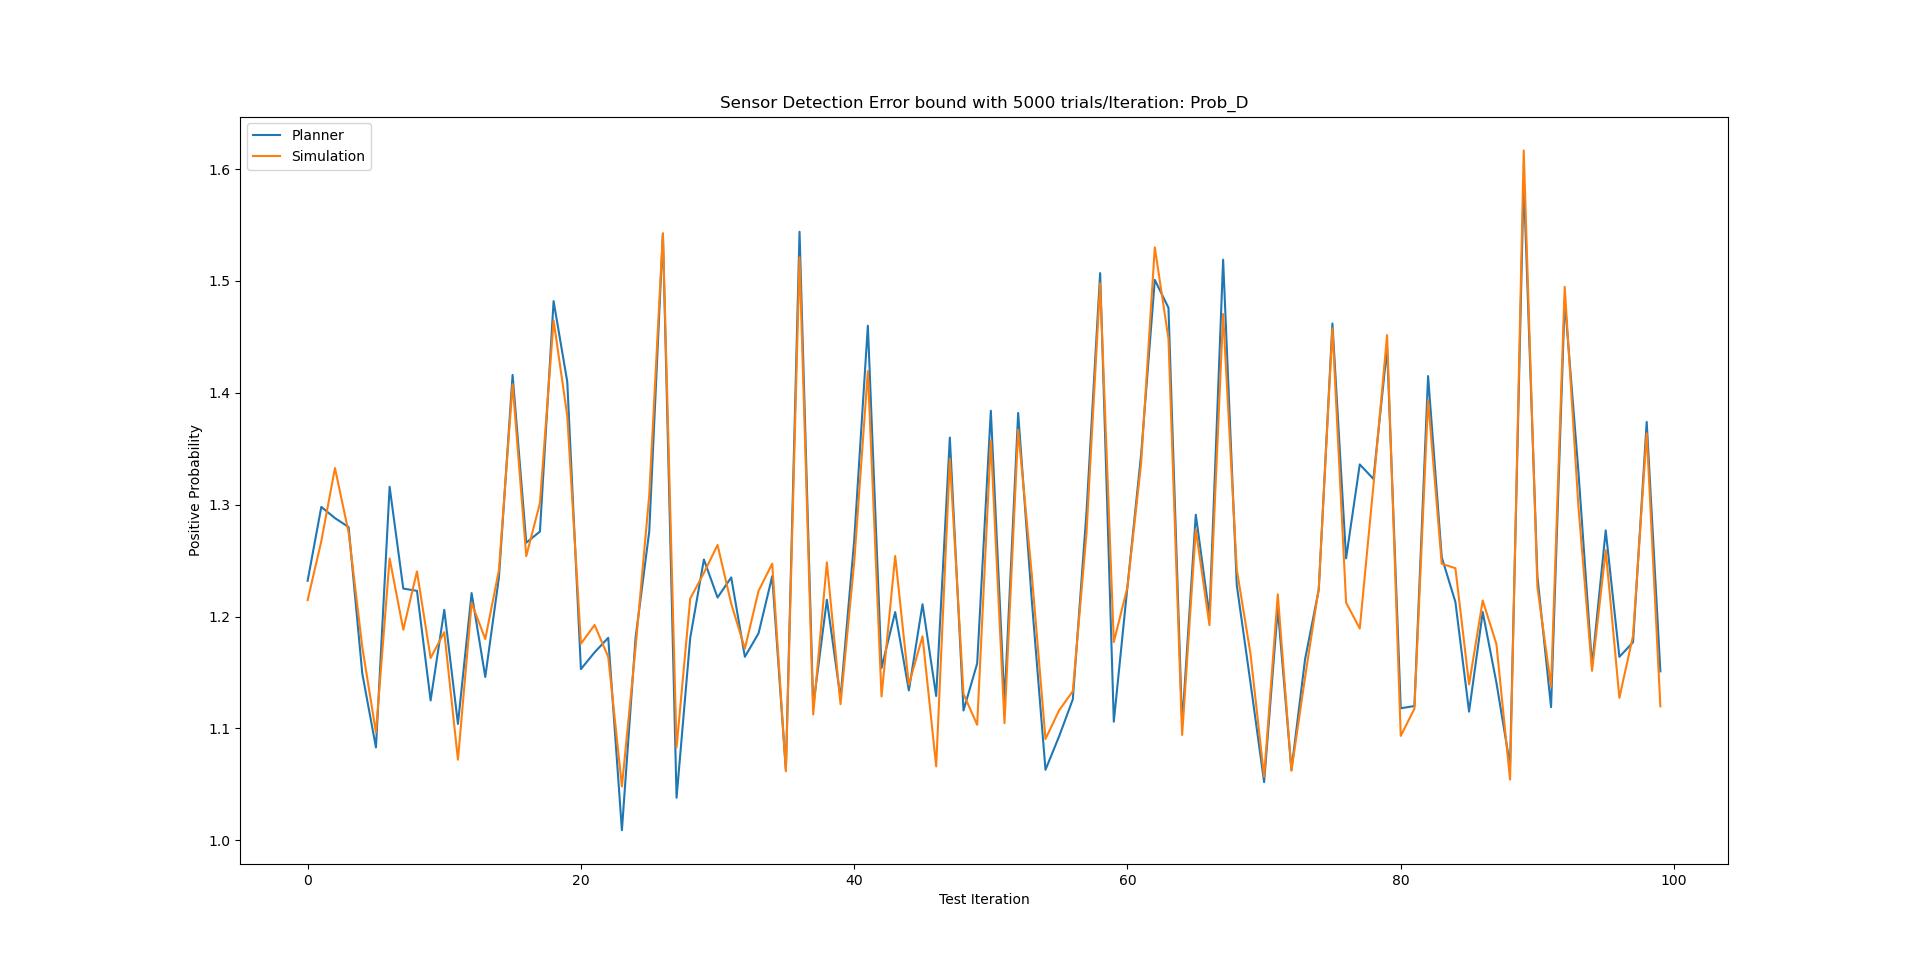 Sensor Detection Error bound with 5000 trials/Iteration: Prob_D
Planner
Simulation
1.6
1.5
1.4
1.3
1.2
1.1
1.0
Positive Probability
0 20 40 60 80 100
Test Iteration